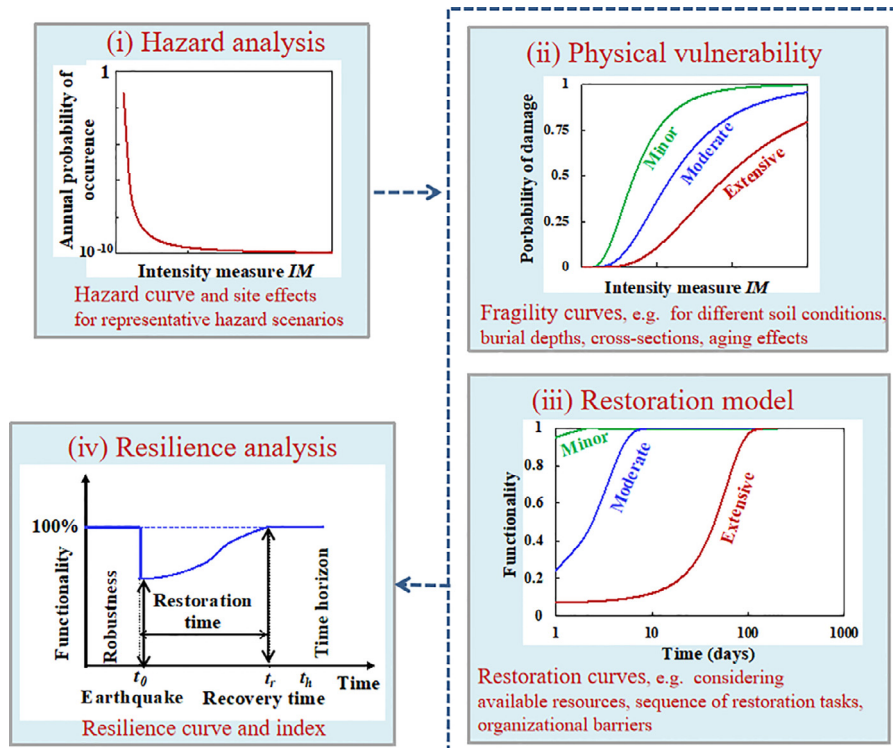 (i) Hazard analysis
1
Annual probability of
occurence
10⁻¹⁰
Intensity measure IM
Hazard curve and site effects
for representative hazard scenarios
(ii) Physical vulnerability
1
0.75
0.5
0.25
0
Porbability of damage
Minor
Moderate
Extensive
Intensity measure IM
Fragility curves, e.g. for different soil conditions,
burial depths, cross-sections, aging effects
(iii) Restoration model
1
0.8
0.6
0.4
0.2
0
Functionality
Minor
Moderate
Extensive
1
10
100
1000
Time (days)
Restoration curves, e.g. considering
available resources, sequence of restoration tasks,
organizational barriers
(iv) Resilience analysis
100%
Functionality
Robustness
Restoration
time
Time horizon
t₀
tᵣ
tₕ
Time
Earthquake
Recovery time
Resilience curve and index